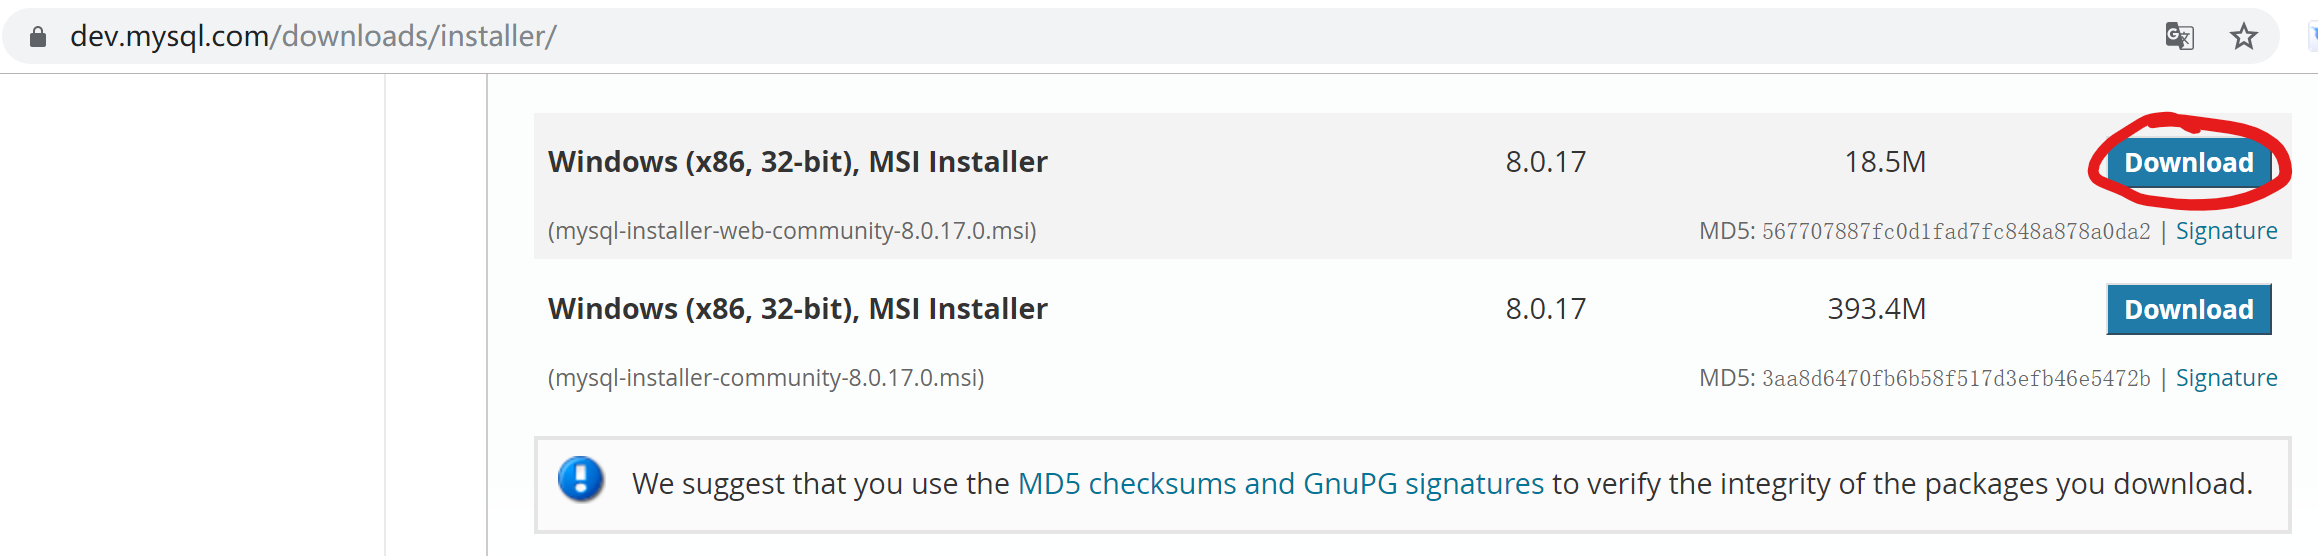 dev.mysql.com/downloads/installer/
Windows (x86, 32-bit), MSI Installer 8.0.17 18.5M Download
(mysql-installer-web-community-8.0.17.0.msi) MD5: 567707887fc0d1fad7fc848a878a0da2 | Signature
Windows (x86, 32-bit), MSI Installer 8.0.17 393.4M Download
(mysql-installer-community-8.0.17.0.msi) MD5: 3aa8d6470fb6b58f517d3efb46e5472b | Signature
We suggest that you use the MD5 checksums and GnuPG signatures to verify the integrity of the packages you download.